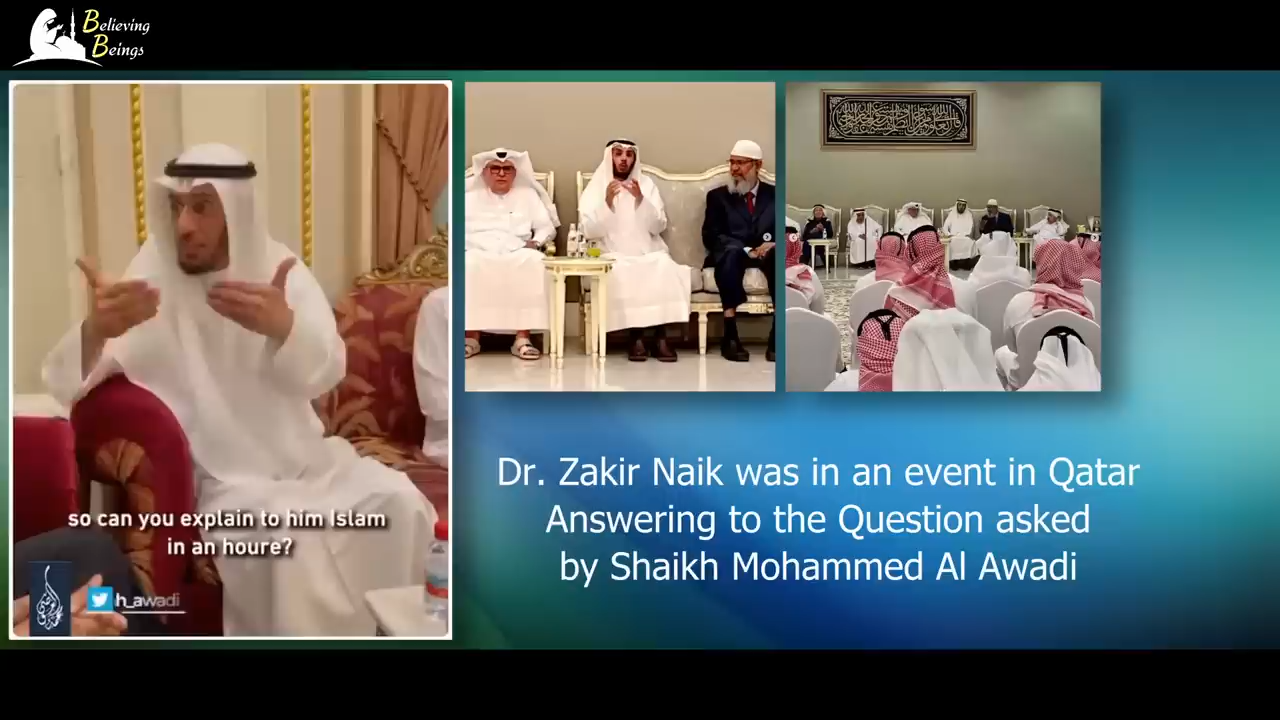 Believing
Beings
so can you explain to him Islam
in an houre?
h_awadi
Dr. Zakir Naik was in an event in Qatar
Answering to the Question asked
by Shaikh Mohammed Al Awadi